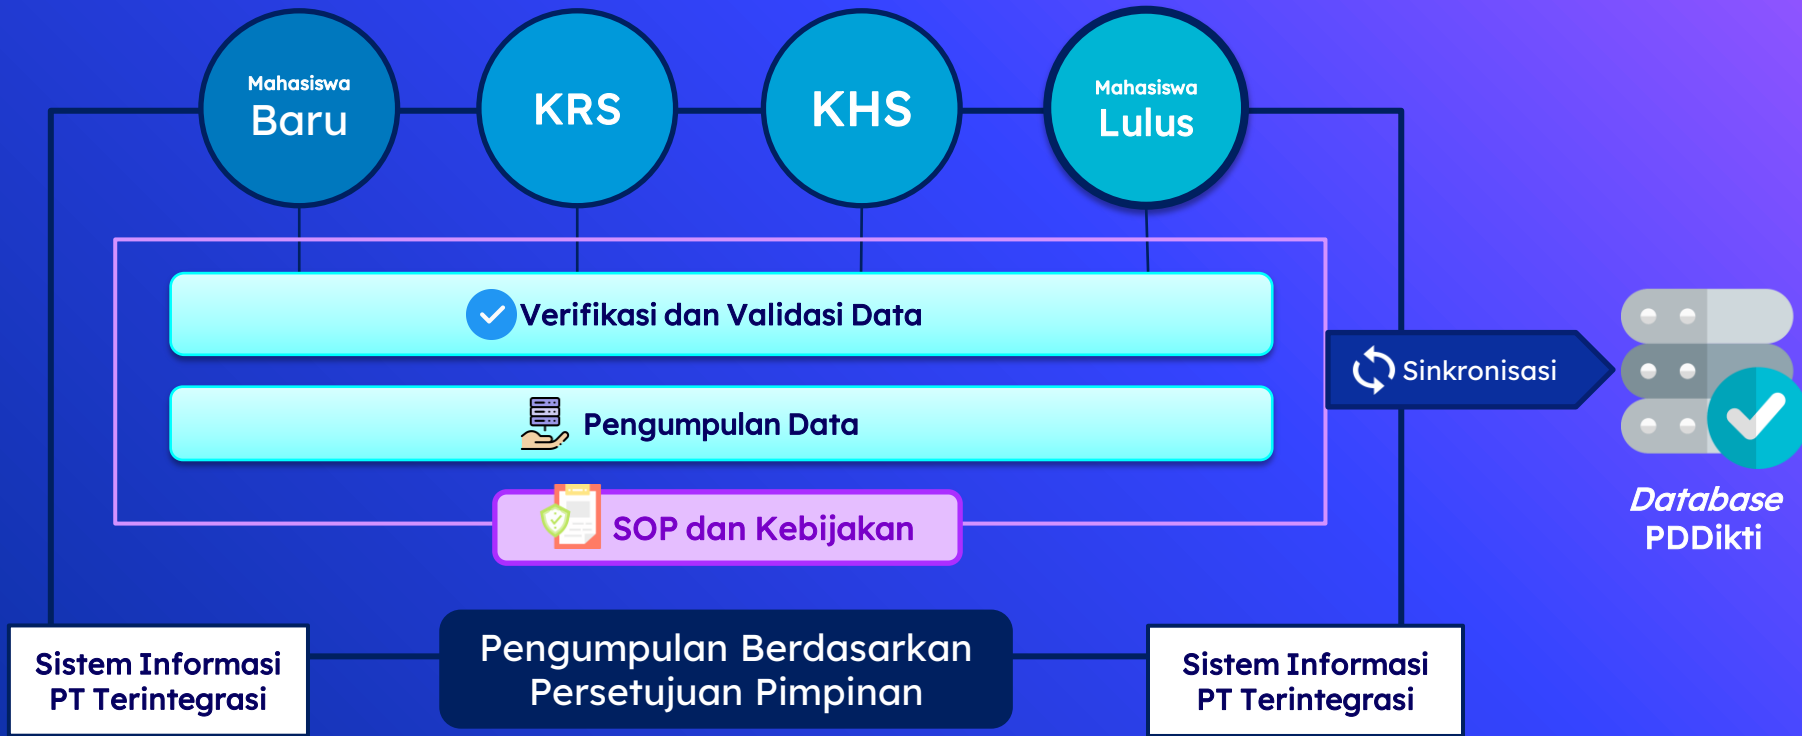 Mahasiswa
Baru
KRS
KHS
Mahasiswa
Lulus
Verifikasi dan Validasi Data
Pengumpulan Data
SOP dan Kebijakan
Sinkronisasi
Database
PDDikti
Sistem Informasi
PT Terintegrasi
Pengumpulan Berdasarkan
Persetujuan Pimpinan
Sistem Informasi
PT Terintegrasi